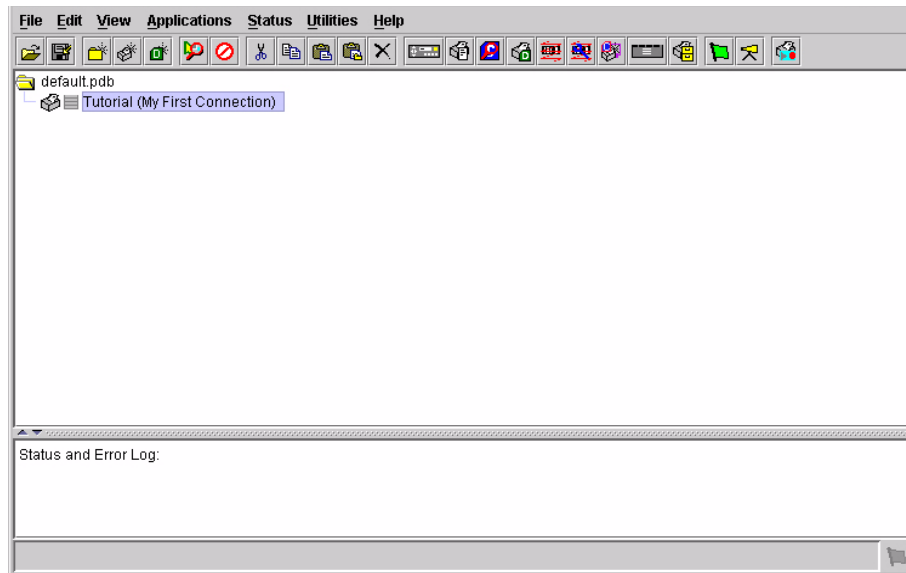 File Edit View Applications Status Utilities Help
default.pdb
Tutorial (My First Connection)
Status and Error Log: